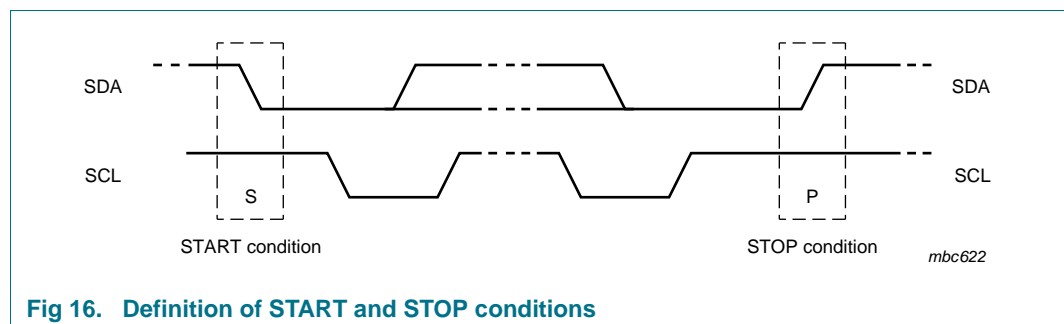 SDA
SDA
SCL
SCL
S
P
START condition
STOP condition
mbc622
Fig 16. Definition of START and STOP conditions